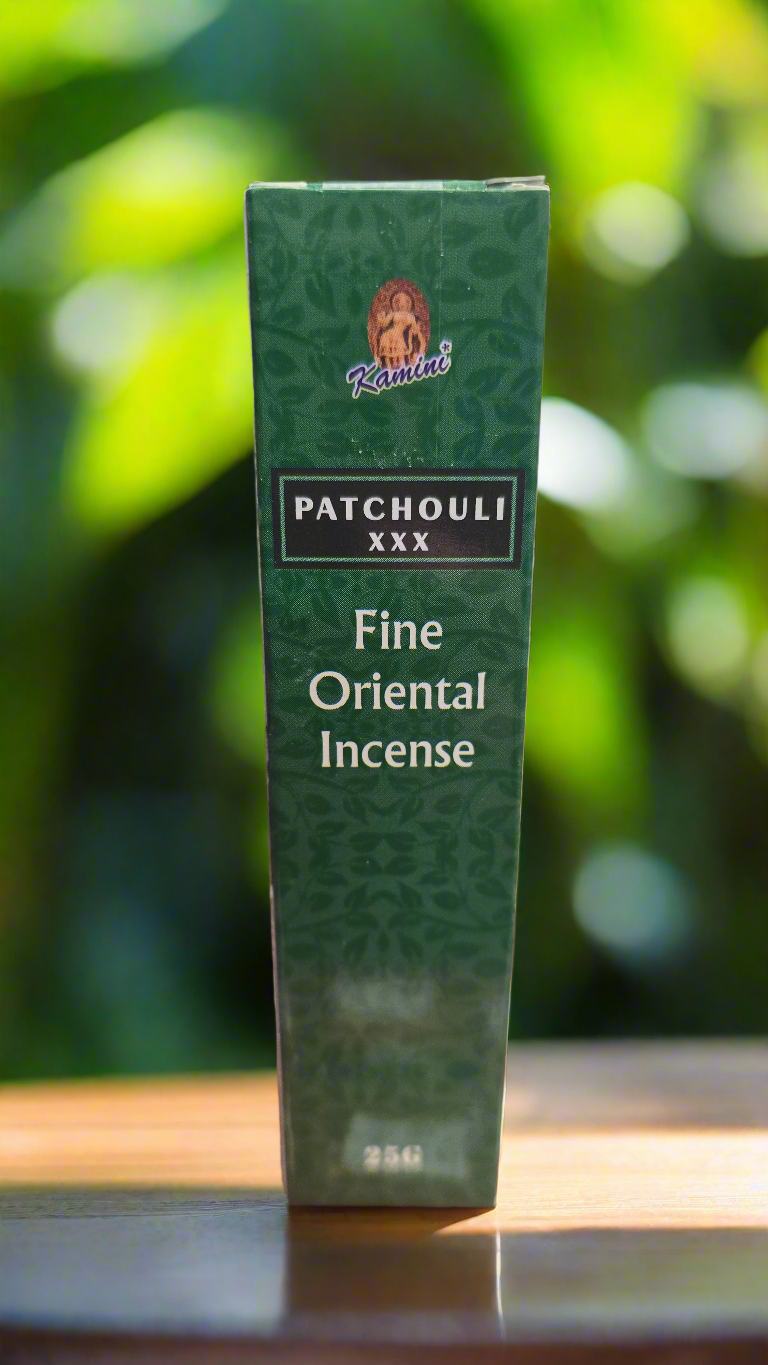 Kamini
PATCHOULI
XXX
Fine
Oriental
Incense
25G